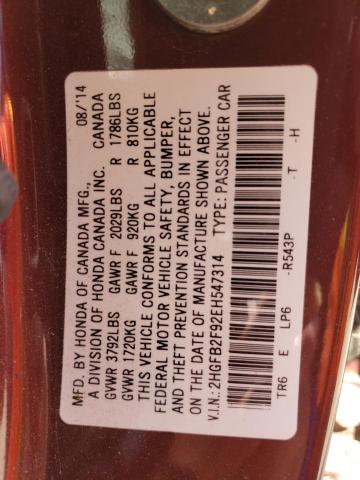 MFD. BY HONDA OF CANADA MFG., 08/'14
A DIVISION OF HONDA CANADA INC. CANADA
GVWR 3792LBS GAWR F 2029LBS R 1786LBS
GVWR 1720KG GAWR F 920KG R 810KG
THIS VEHICLE CONFORMS TO ALL APPLICABLE
FEDERAL MOTOR VEHICLE SAFETY, BUMPER,
AND THEFT PREVENTION STANDARDS IN EFFECT
ON THE DATE OF MANUFACTURE SHOWN ABOVE.
V.I.N.: 2HGFB2F92EH547314 TYPE: PASSENGER CAR
TR6 E LP6 -R543P -T -H